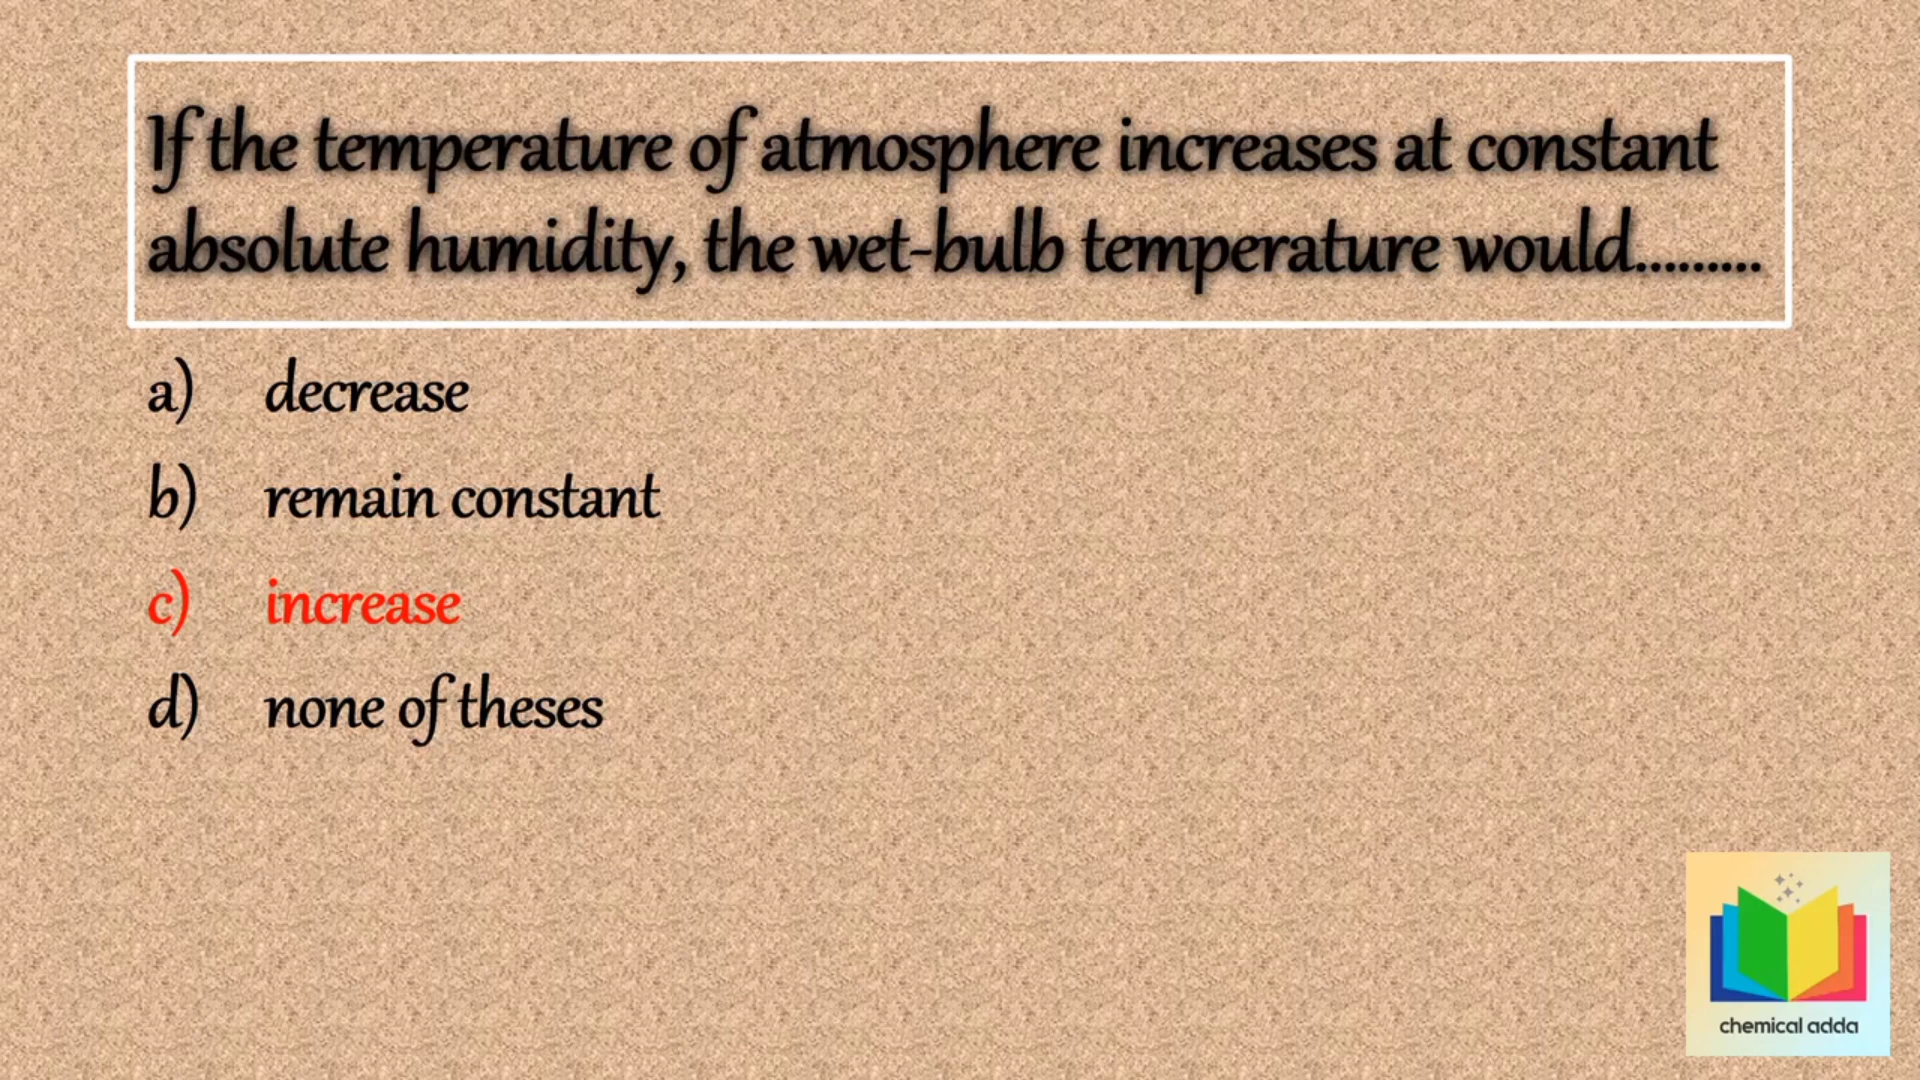 If the temperature of atmosphere increases at constant
absolute humidity, the wet-bulb temperature would.........
a) decrease
b) remain constant
c) increase
d) none of theses
chemical adda